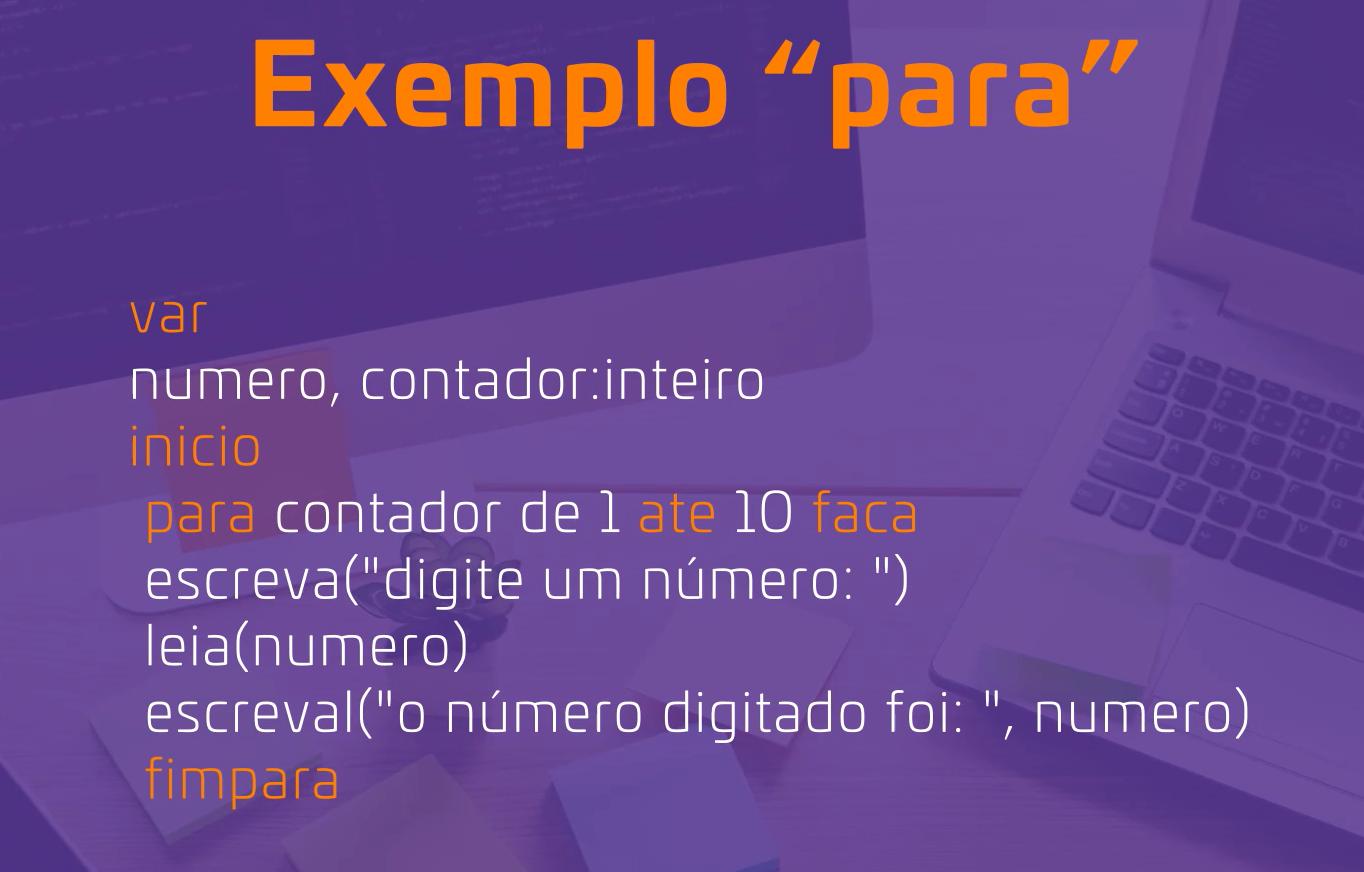 Exemplo “para”
var
numero, contador:inteiro
inicio
para contador de 1 ate 10 faca
escreva("digite um número: ")
leia(numero)
escreval("o número digitado foi: ", numero)
fimpara